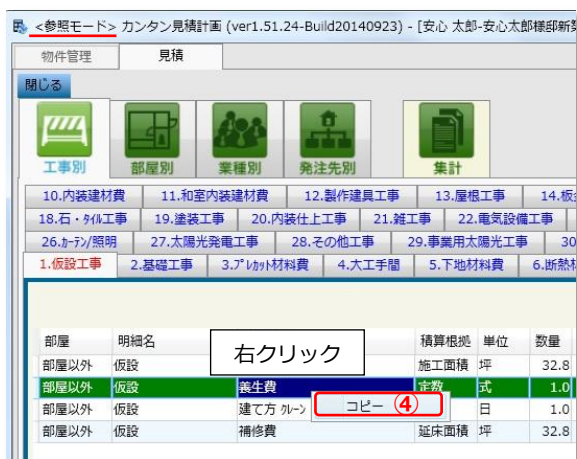 <参照モード> カンタン見積計画 (ver1.51.24-Build20140923) - [安心 太郎-安心太郎様邸新
物件管理 見積
閉じる
工事別 部屋別 業種別 発注先別 集計
10.内装建材費 11.和室内装建材費 12.製作建具工事 13.屋根工事 14.板
18.石・タイル工事 19.塗装工事 20.内装仕上工事 21.雑工事 22.電気設備工事
26.カーテン/照明 27.太陽光発電工事 28.その他工事 29.事業用太陽光工事 30
1.仮設工事 2.基礎工事 3.プレカット材料費 4.大工手間 5.下地材料費 6.断熱
部屋 明細名 右クリック 積算根拠 単位 数量
部屋以外 仮設 施工面積 坪 32.8
部屋以外 仮設 養生費 定数 式 1.0
部屋以外 仮設 建て方 クレーン コピー ④ 日 1.0
部屋以外 仮設 補修費 延床面積 坪 32.8